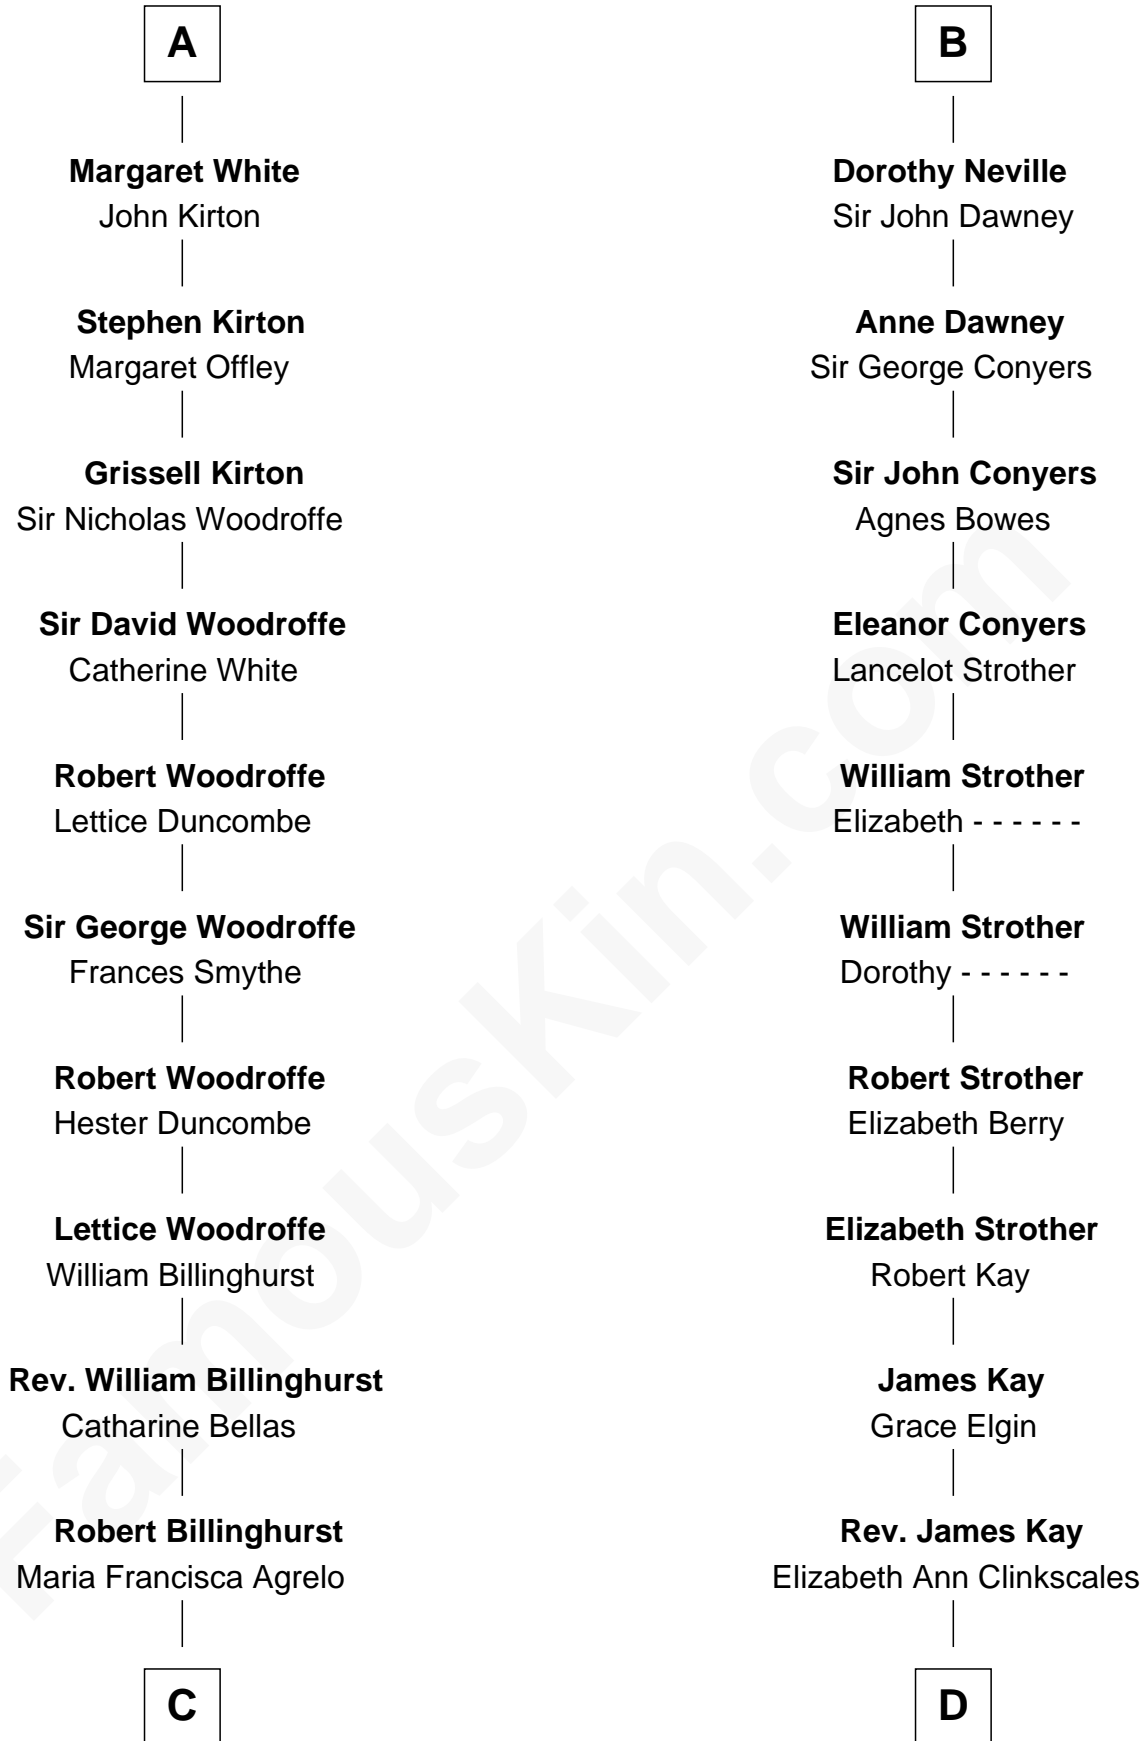 A
Margaret White
John Kirton
Stephen Kirton
Margaret Offley
Grissell Kirton
Sir Nicholas Woodroffe
Sir David Woodroffe
Catherine White
Robert Woodroffe
Lettice Duncombe
Sir George Woodroffe
Frances Smythe
Robert Woodroffe
Hester Duncombe
Lettice Woodroffe
William Billinghurst
Rev. William Billinghurst
Catharine Bellas
Robert Billinghurst
Maria Francisca Agrelo
C
B
Dorothy Neville
Sir John Dawney
Anne Dawney
Sir George Conyers
Sir John Conyers
Agnes Bowes
Eleanor Conyers
Lancelot Strother
William Strother
Elizabeth - - - - - -
William Strother
Dorothy - - - - - -
Robert Strother
Elizabeth Berry
Elizabeth Strother
Robert Kay
James Kay
Grace Elgin
Rev. James Kay
Elizabeth Ann Clinkscales
D
FamousKin.com